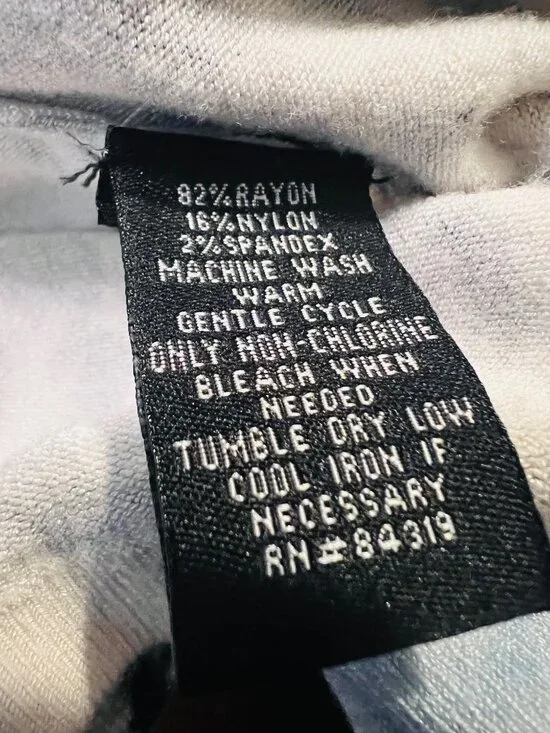 82% RAYON
16% NYLON
2% SPANDEX
MACHINE WASH
WARM
GENTLE CYCLE
ONLY NON-CHLORINE
BLEACH WHEN
NEEDED
TUMBLE DRY LOW
COOL IRON IF
NECESSARY
RN#84319